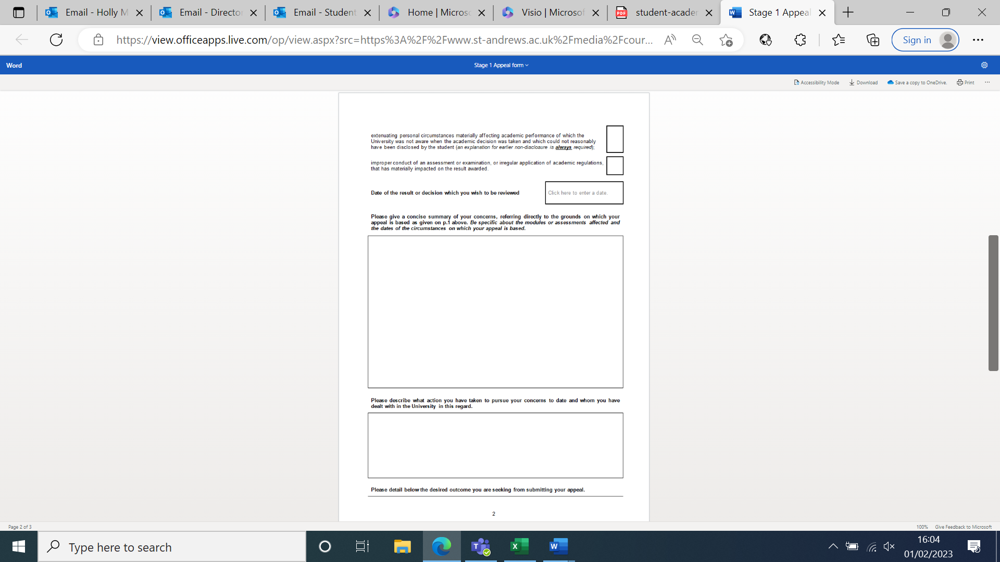 Email - Holly M
Email - Director
Email - Student
Home | Microso
Visio | Microsof
student-acader
Stage 1 Appeal
https://view.officeapps.live.com/op/view.aspx?src=https%3A%2F%2Fwww.st-andrews.ac.uk%2Fmedia%2Fcour...
Sign in
Word
Stage 1 Appeal form
Accessibility Mode
Download
Save a copy to OneDrive.
Print
extenuating personal circumstances materially affecting academic performance of which the
University was not aware when the academic decision was taken and which could not reasonably
have been disclosed by the student (an explanation for earlier non-disclosure is always required);
improper conduct of an assessment or examination, or irregular application of academic regulations,
that has materially impacted on the result awarded.
Date of the result or decision which you wish to be reviewed
Click here to enter a date.
Please give a concise summary of your concerns, referring directly to the grounds on which your
appeal is based as given on p.1 above. Be specific about the modules or assessments affected and
the dates of the circumstances on which your appeal is based.
Please describe what action you have taken to pursue your concerns to date and whom you have
dealt with in the University in this regard.
Please detail below the desired outcome you are seeking from submitting your appeal.
2
Page 2 of 3
100%
Give Feedback to Microsoft
Type here to search
16:04
01/02/2023